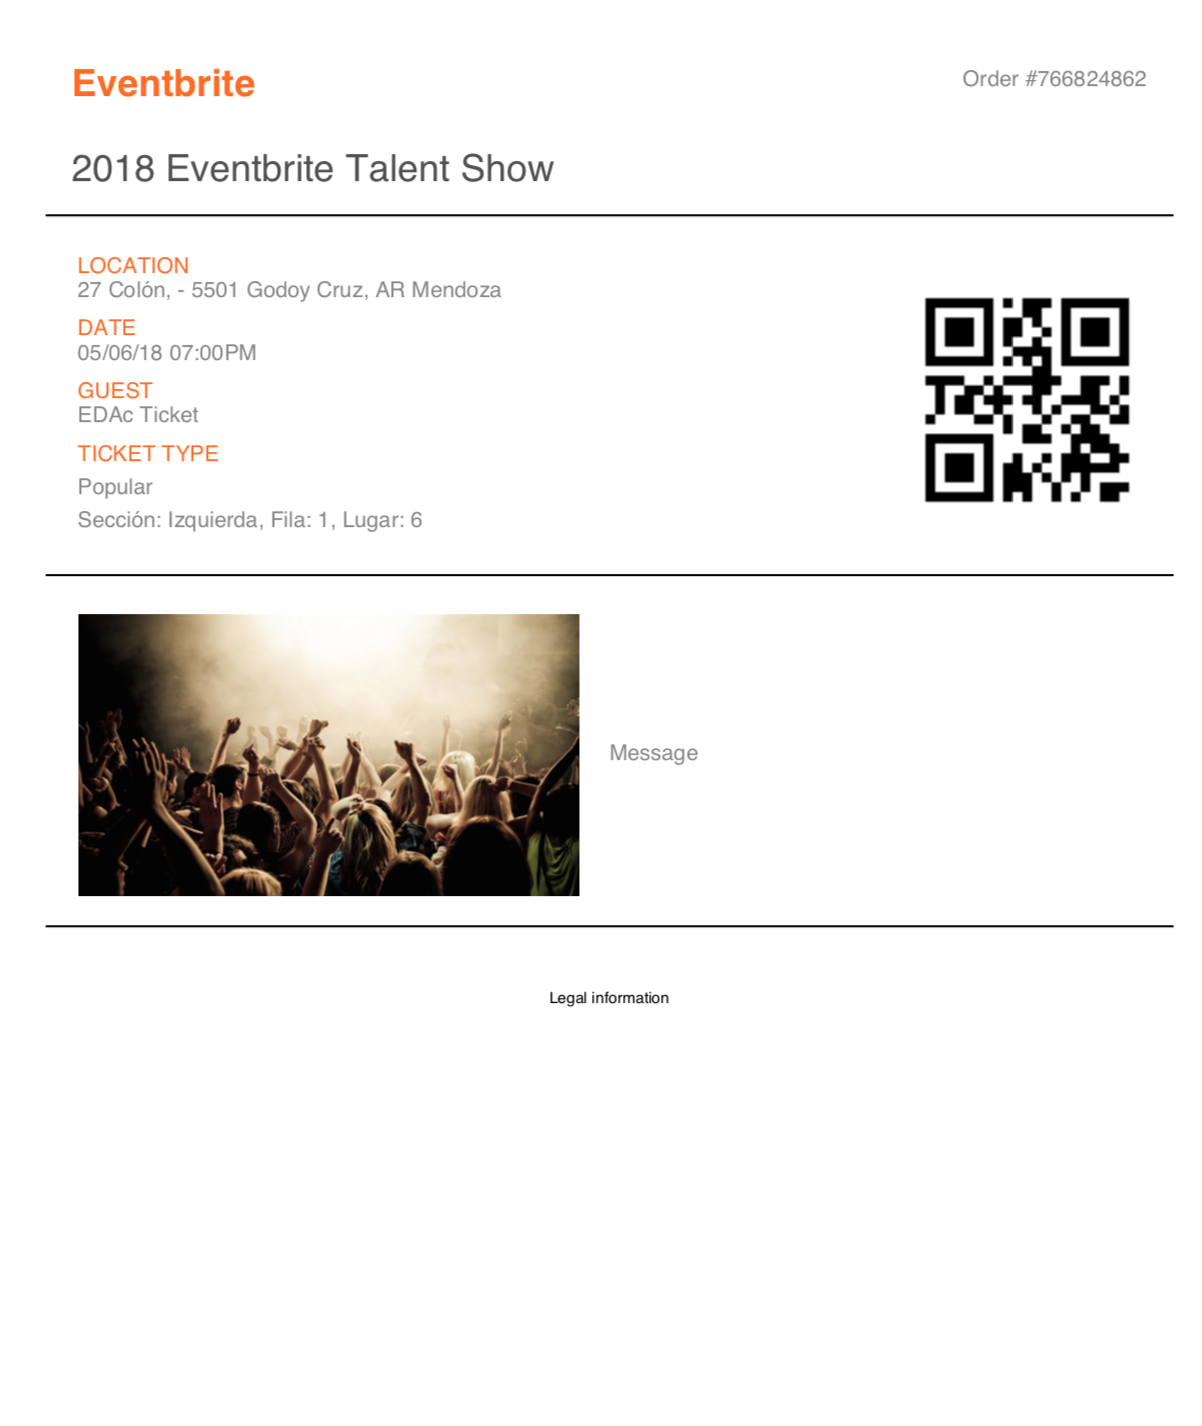 Eventbrite
Order #766824862
2018 Eventbrite Talent Show
LOCATION
27 Colón, - 5501 Godoy Cruz, AR Mendoza
DATE
05/06/18 07:00PM
GUEST
EDAc Ticket
TICKET TYPE
Popular
Sección: Izquierda, Fila: 1, Lugar: 6
Message
Legal information